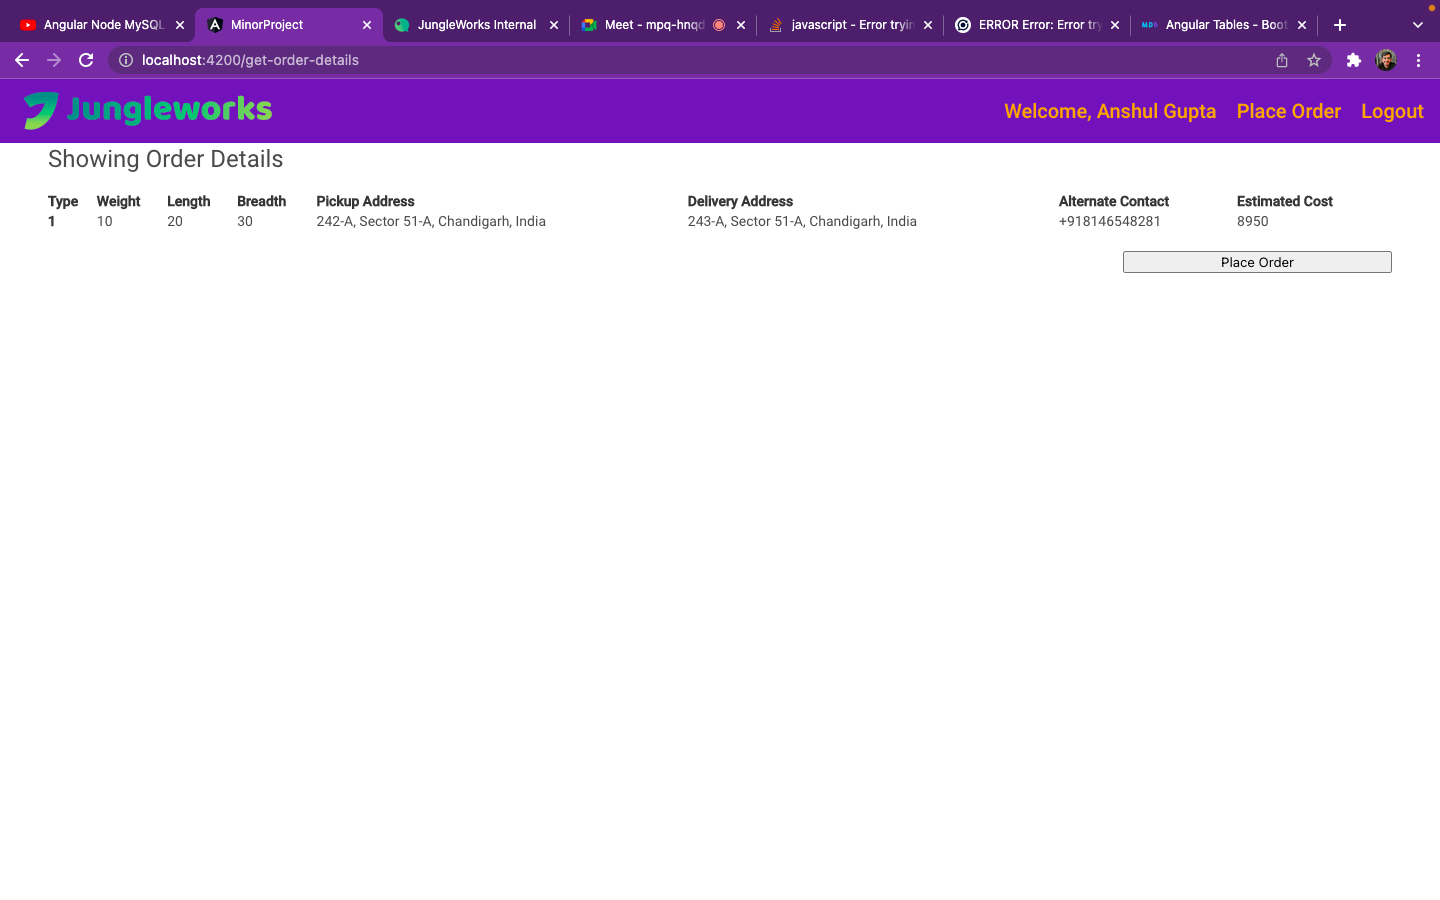 Angular Node MySQL
MinorProject
JungleWorks Internal
Meet - mpq-hnqd
javascript - Error tryin
ERROR Error: Error try
MDB
Angular Tables - Boot
localhost:4200/get-order-details
Jungleworks
Welcome, Anshul Gupta
Place Order
Logout
Showing Order Details
Type Weight Length Breadth Pickup Address Delivery Address Alternate Contact Estimated Cost
1 10 20 30 242-A, Sector 51-A, Chandigarh, India 243-A, Sector 51-A, Chandigarh, India +918146548281 8950
Place Order